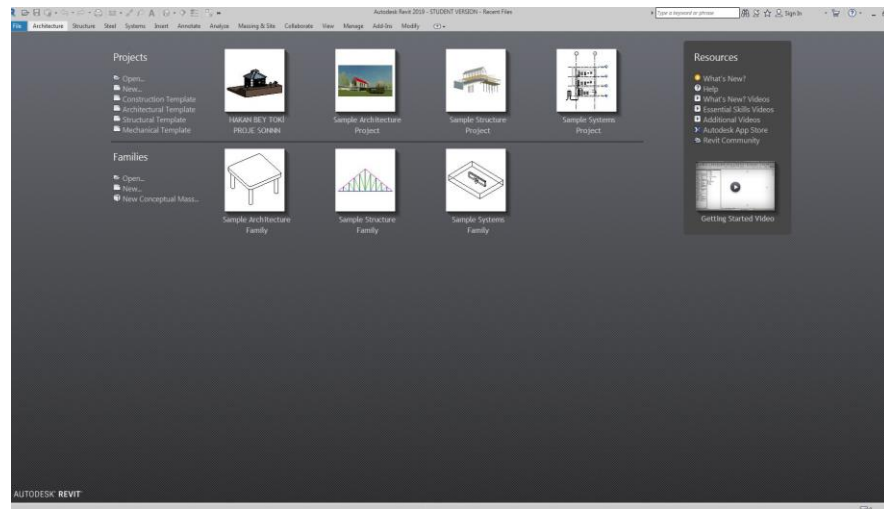 Autodesk Revit 2019 - STUDENT VERSION - Recent Files
Type a keyword or phrase
Sign In
File Architecture Structure Steel Systems Insert Annotate Analyze Massing & Site Collaborate View Manage Add-Ins Modify
Projects
Open...
New...
Construction Template
Architectural Template
Structural Template
Mechanical Template
HAKAN BEY TOKİ
PROJE SONNN
Sample Architecture
Project
Sample Structure
Project
Sample Systems
Project
Families
Open...
New...
New Conceptual Mass...
Sample Architecture
Family
Sample Structure
Family
Sample Systems
Family
Resources
What's New?
Help
What's New? Videos
Essential Skills Videos
Additional Videos
Autodesk App Store
Revit Community
Getting Started Video
AUTODESK® REVIT®